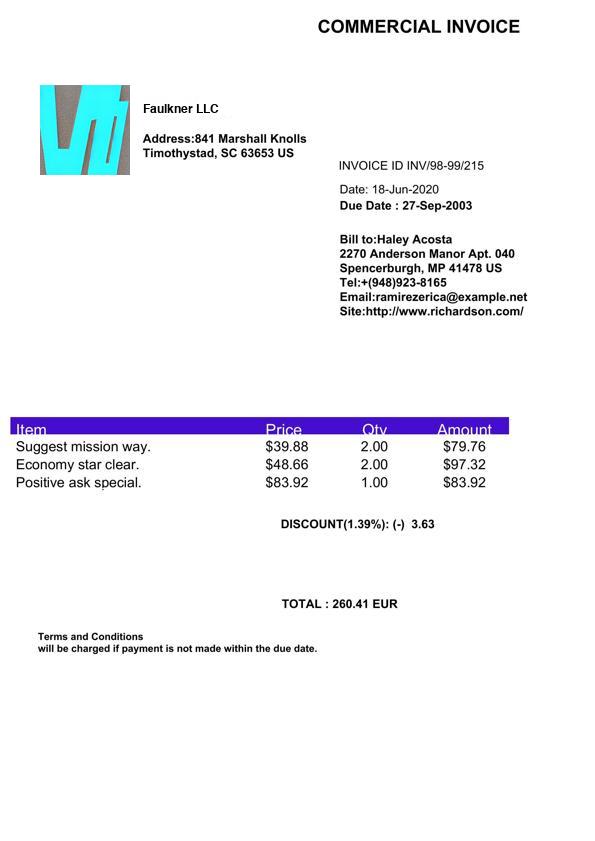 COMMERCIAL INVOICE
Faulkner LLC
Address:841 Marshall Knolls
Timothystad, SC 63653 US
INVOICE ID INV/98-99/215
Date: 18-Jun-2020
Due Date : 27-Sep-2003
Bill to:Haley Acosta
2270 Anderson Manor Apt. 040
Spencerburgh, MP 41478 US
Tel:+(948)923-8165
Email:ramirezerica@example.net
Site:http://www.richardson.com/
Item Price Qty Amount
Suggest mission way. $39.88 2.00 $79.76
Economy star clear. $48.66 2.00 $97.32
Positive ask special. $83.92 1.00 $83.92
DISCOUNT(1.39%): (-) 3.63
TOTAL : 260.41 EUR
Terms and Conditions
will be charged if payment is not made within the due date.